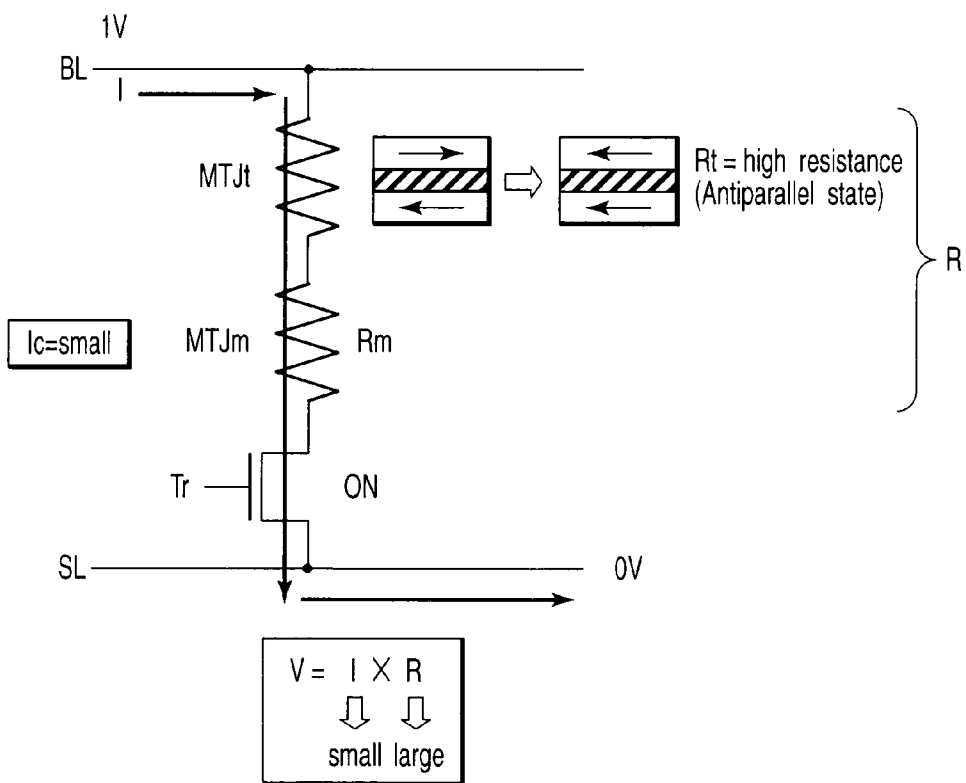 1V
BL
I
MTJt
Rt = high resistance
(Antiparallel state)
R
Ic=small
MTJm
Rm
Tr
ON
SL
0V
V = I X R
small large